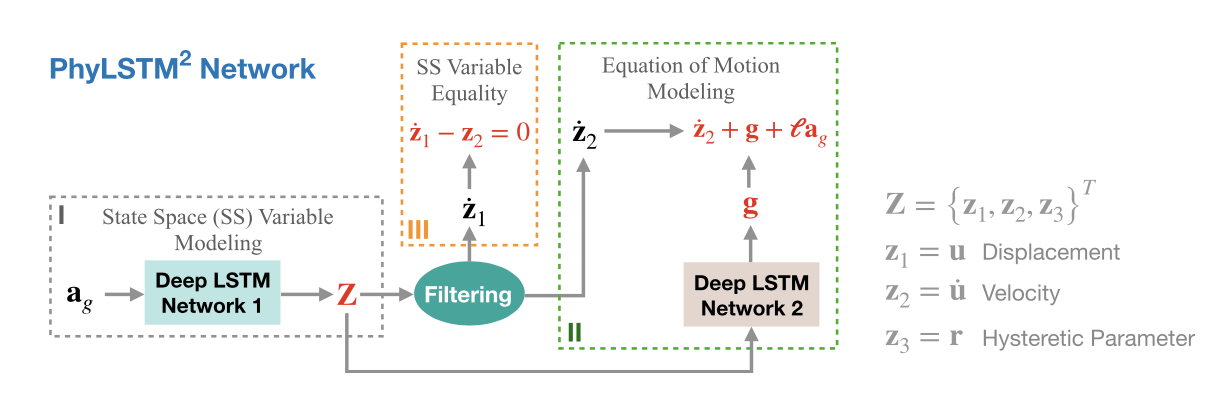 PhyLSTM² Network
SS Variable
Equality
ż₁ − z₂ = 0
ż₁
III
Equation of Motion
Modeling
ż₂
ż₂ + g + ℓa_g
g
Deep LSTM
Network 2
II
I
State Space (SS) Variable
Modeling
a_g
Deep LSTM
Network 1
Z
Filtering
Z = {z₁, z₂, z₃}ᵀ
z₁ = u Displacement
z₂ = u̇ Velocity
z₃ = r Hysteretic Parameter